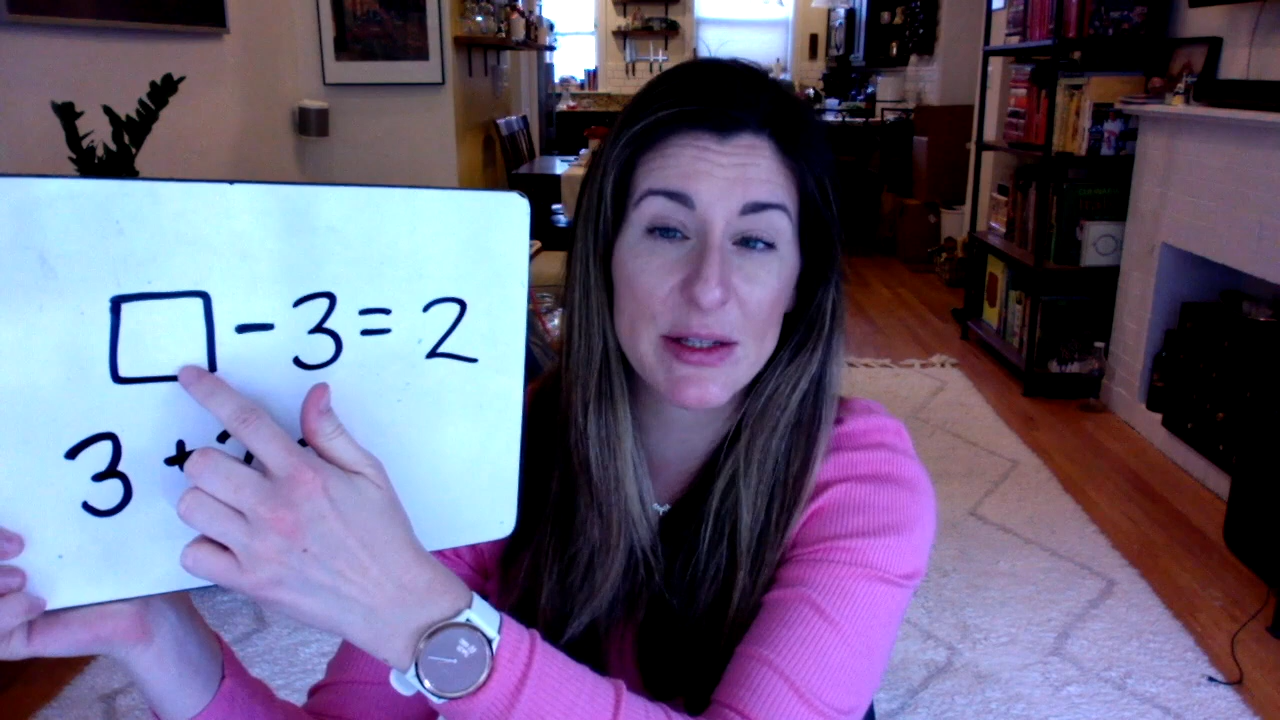 □ - 3 = 2
3 +